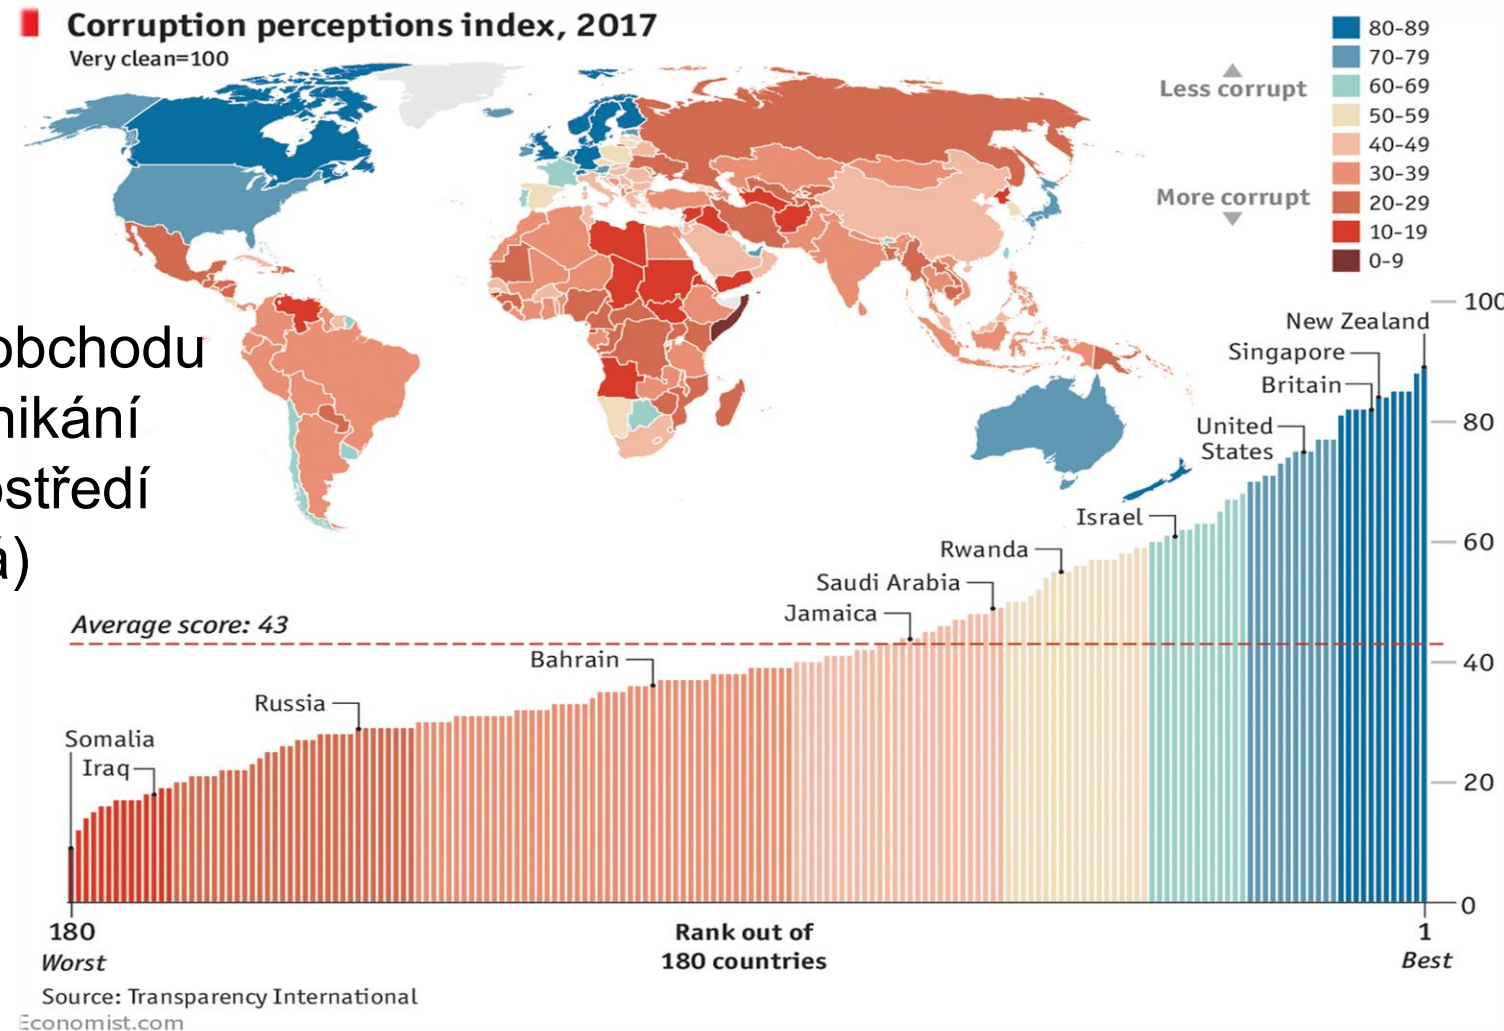 Corruption perceptions index, 2017
Very clean=100
80-89
70-79
60-69
50-59
40-49
30-39
20-29
10-19
0-9
Less corrupt
More corrupt
obchodu
nikání
ostředí
á)
100
80
60
40
20
0
New Zealand
Singapore
Britain
United
States
Israel
Rwanda
Saudi Arabia
Jamaica
Average score: 43
Bahrain
Russia
Somalia
Iraq
180
Worst
Rank out of
180 countries
1
Best
Source: Transparency International
Economist.com